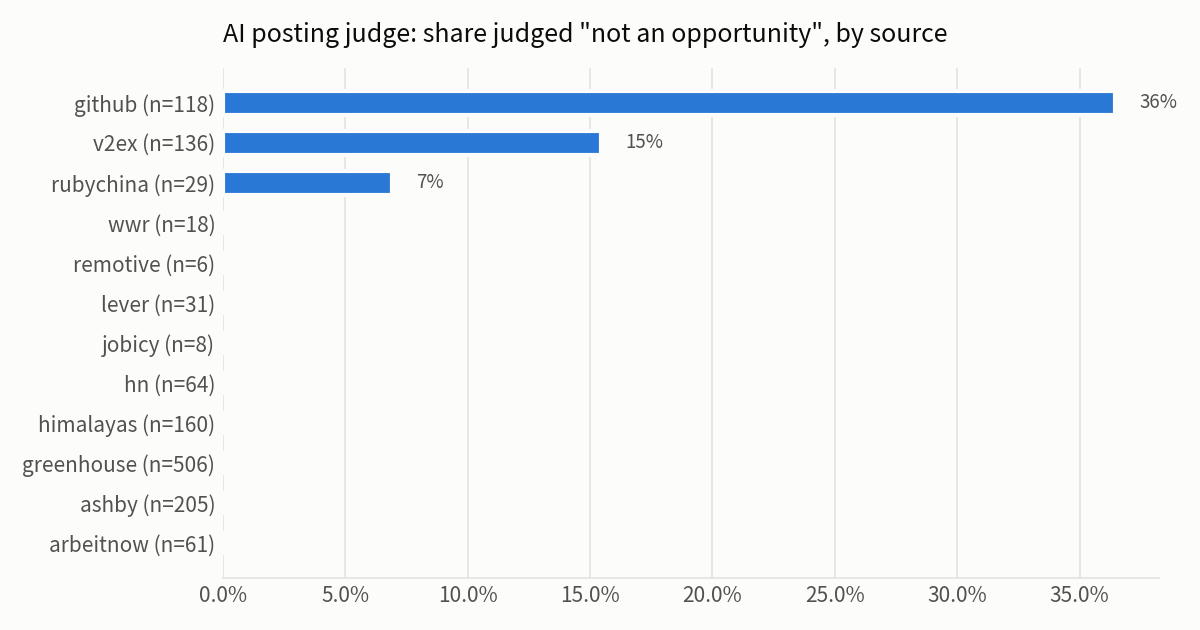 AI posting judge: share judged "not an opportunity", by source
github (n=118) 36%
v2ex (n=136) 15%
rubychina (n=29) 7%
wwr (n=18)
remotive (n=6)
lever (n=31)
jobicy (n=8)
hn (n=64)
himalayas (n=160)
greenhouse (n=506)
ashby (n=205)
arbeitnow (n=61)
0.0% 5.0% 10.0% 15.0% 20.0% 25.0% 30.0% 35.0%